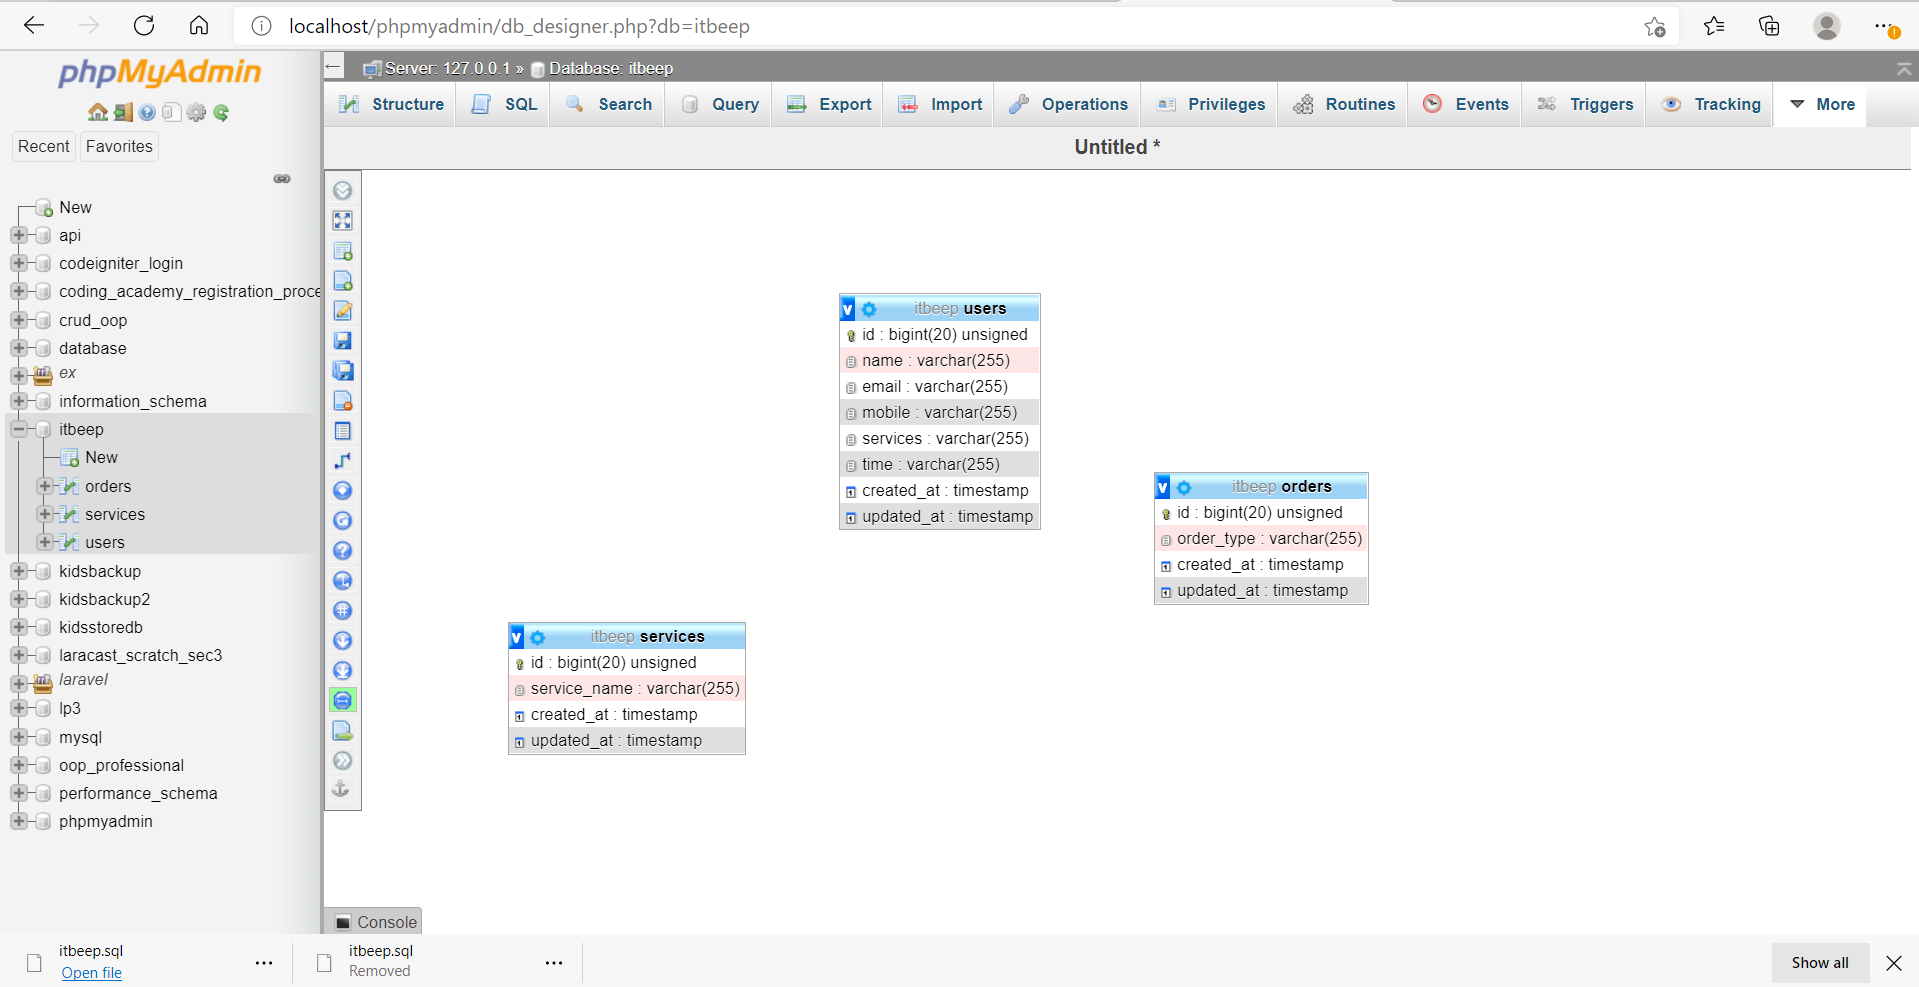 localhost/phpmyadmin/db_designer.php?db=itbeep
phpMyAdmin
Recent
Favorites
New
api
codeigniter_login
coding_academy_registration_proce
crud_oop
database
ex
information_schema
itbeep
New
orders
services
users
kidsbackup
kidsbackup2
kidsstoredb
laracast_scratch_sec3
laravel
lp3
mysql
oop_professional
performance_schema
phpmyadmin
Server: 127.0.0.1 » Database: itbeep
Structure
SQL
Search
Query
Export
Import
Operations
Privileges
Routines
Events
Triggers
Tracking
More
Untitled *
v itbeep users
id : bigint(20) unsigned
name : varchar(255)
email : varchar(255)
mobile : varchar(255)
services : varchar(255)
time : varchar(255)
created_at : timestamp
updated_at : timestamp
v itbeep orders
id : bigint(20) unsigned
order_type : varchar(255)
created_at : timestamp
updated_at : timestamp
v itbeep services
id : bigint(20) unsigned
service_name : varchar(255)
created_at : timestamp
updated_at : timestamp
Console
itbeep.sql
Open file
itbeep.sql
Removed
Show all